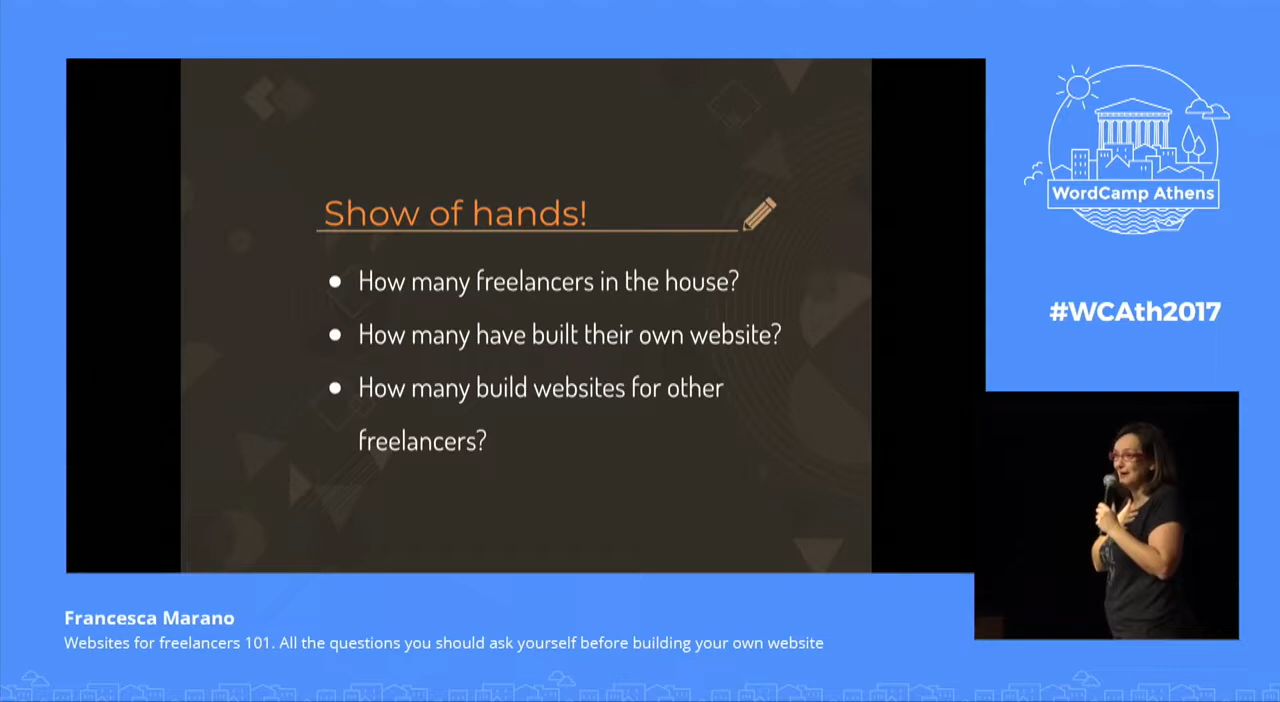 Show of hands!
● How many freelancers in the house?
● How many have built their own website?
● How many build websites for other
freelancers?
WordCamp Athens
#WCAth2017
Francesca Marano
Websites for freelancers 101. All the questions you should ask yourself before building your own website